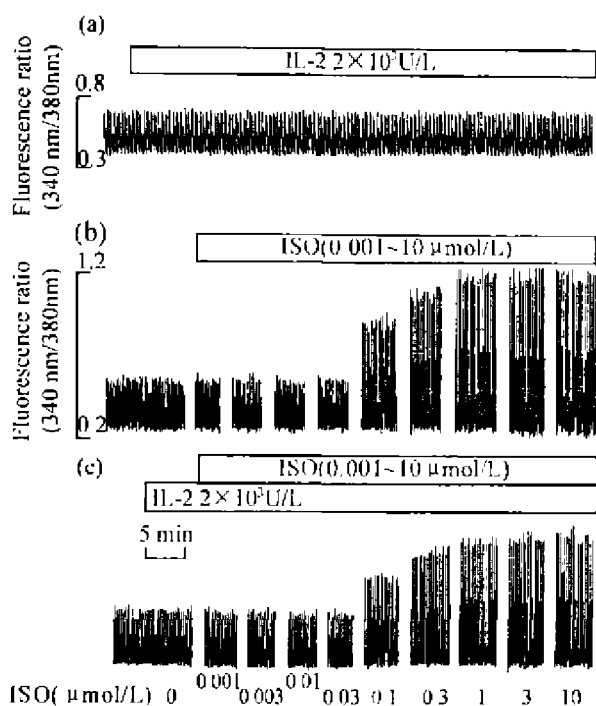 (a)
IL-2 2×10³U/L
Fluorescence ratio
(340 nm/380nm)
0.8
0.3
(b)
ISO(0 001~10 μmol/L)
Fluorescence ratio
(340 nm/380nm)
1.2
0 2
(c)
ISO(0.001~10 μmol/L)
IL-2 2×10³U/L
5 min
ISO( μmol/L) 0 0 001 0 003 0 01 0 03 0 1 0 3 1 3 10